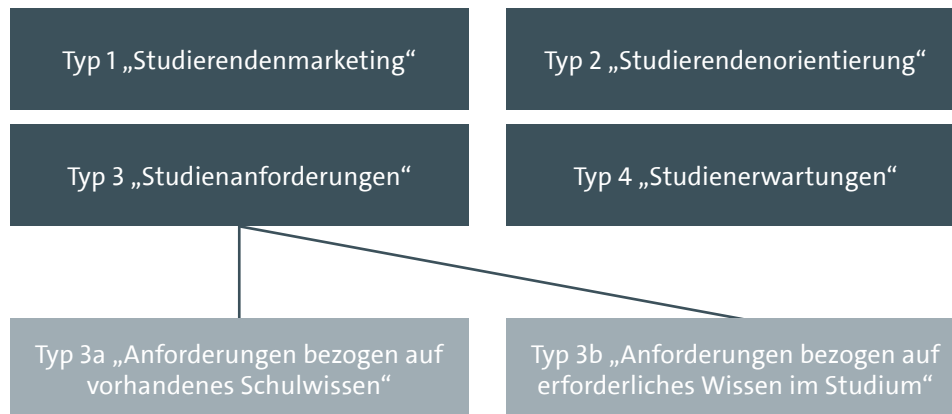 Typ 1 „Studierendenmarketing“
Typ 2 „Studierendenorientierung“
Typ 3 „Studienanforderungen“
Typ 4 „Studienerwartungen“
Typ 3a „Anforderungen bezogen auf
vorhandenes Schulwissen“
Typ 3b „Anforderungen bezogen auf
erforderliches Wissen im Studium“